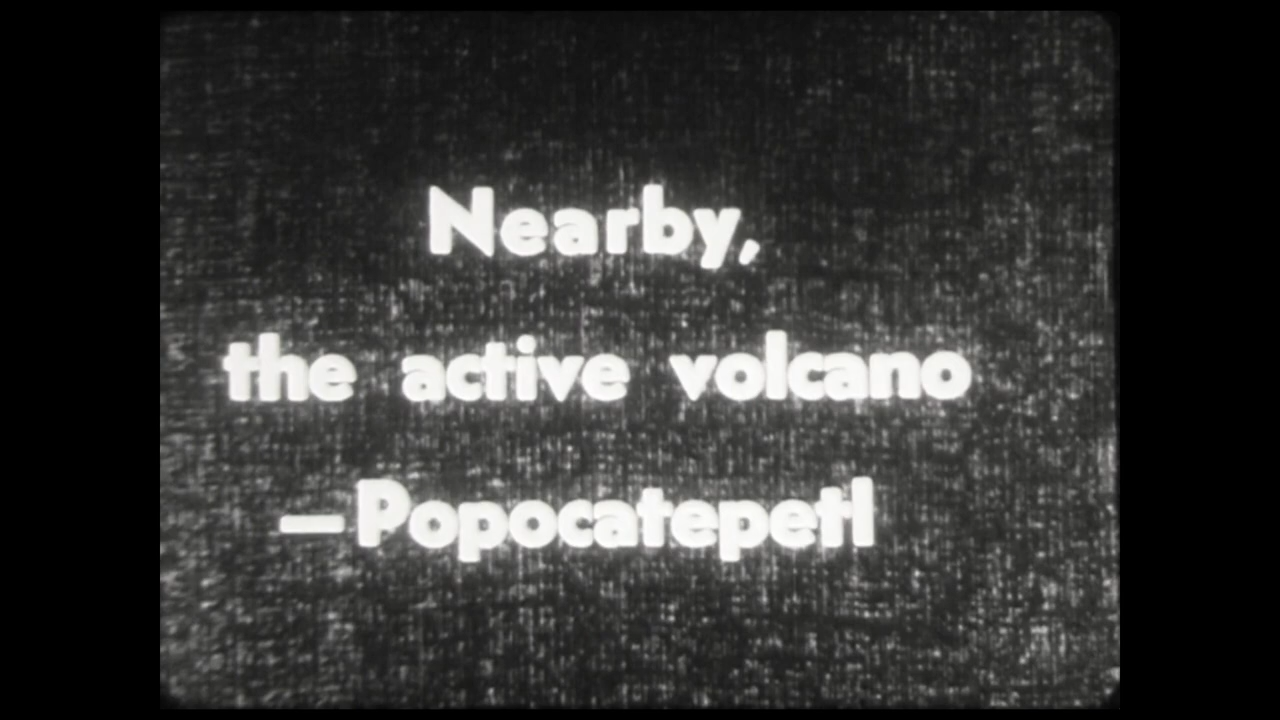 Nearby,
the active volcano
—Popocatepetl